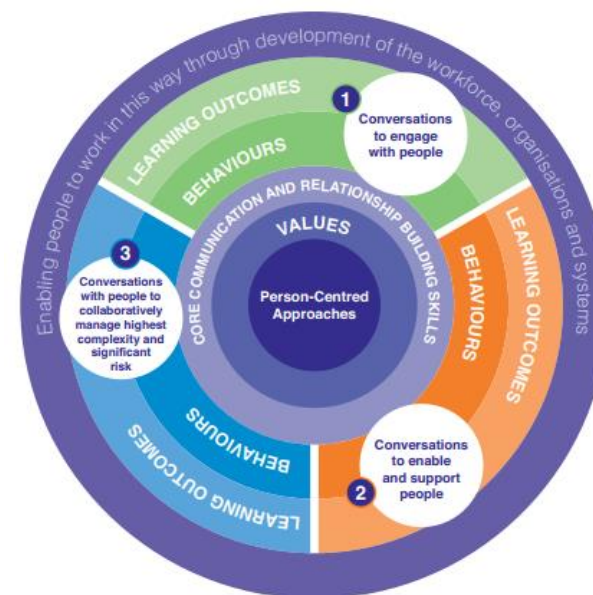 Enabling people to work in this way through development of the workforce, organisations and systems
LEARNING OUTCOMES
BEHAVIOURS
1
Conversations
to engage
with people
CORE COMMUNICATION AND RELATIONSHIP BUILDING SKILLS
VALUES
Person-Centred
Approaches
LEARNING OUTCOMES
BEHAVIOURS
2
Conversations
to enable
and support
people
3
Conversations
with people to
collaboratively
manage highest
complexity and
significant
risk
BEHAVIOURS
LEARNING OUTCOMES